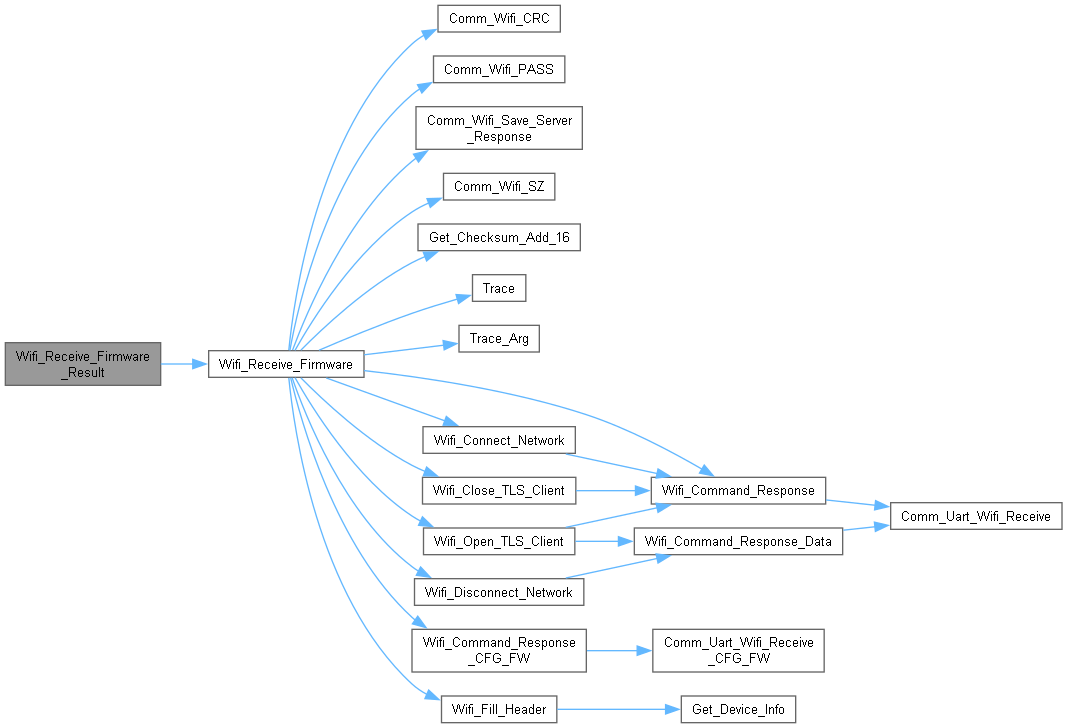 Comm_Wifi_CRC
Comm_Wifi_PASS
Comm_Wifi_Save_Server
_Response
Comm_Wifi_SZ
Get_Checksum_Add_16
Trace
Trace_Arg
Wifi_Receive_Firmware
_Result
Wifi_Receive_Firmware
Wifi_Connect_Network
Wifi_Close_TLS_Client
Wifi_Command_Response
Comm_Uart_Wifi_Receive
Wifi_Open_TLS_Client
Wifi_Command_Response_Data
Wifi_Disconnect_Network
Wifi_Command_Response
_CFG_FW
Comm_Uart_Wifi_Receive
_CFG_FW
Wifi_Fill_Header
Get_Device_Info